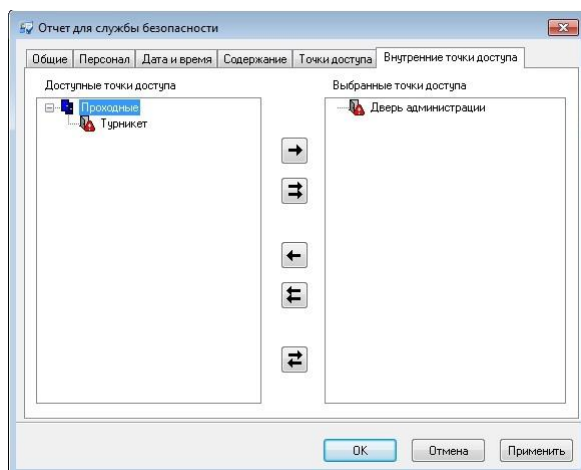 Отчет для службы безопасности
Общие Персонал Дата и время Содержание Точки доступа Внутренние точки доступа
Доступные точки доступа Выбранные точки доступа
Проходные Дверь администрации
Турникет
OK Отмена Применить